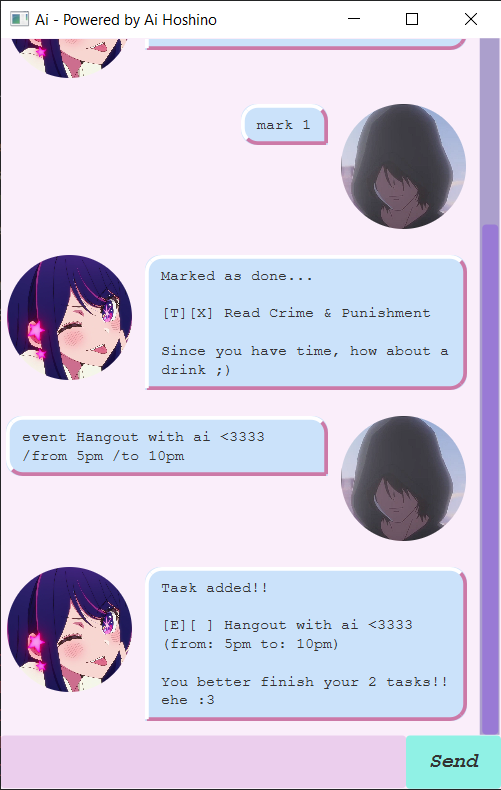 Ai - Powered by Ai Hoshino
mark 1
Marked as done...
[T][X] Read Crime & Punishment
Since you have time, how about a
drink ;)
event Hangout with ai <3333
/from 5pm /to 10pm
Task added!!
[E][ ] Hangout with ai <3333
(from: 5pm to: 10pm)
You better finish your 2 tasks!!
ehe :3
Send